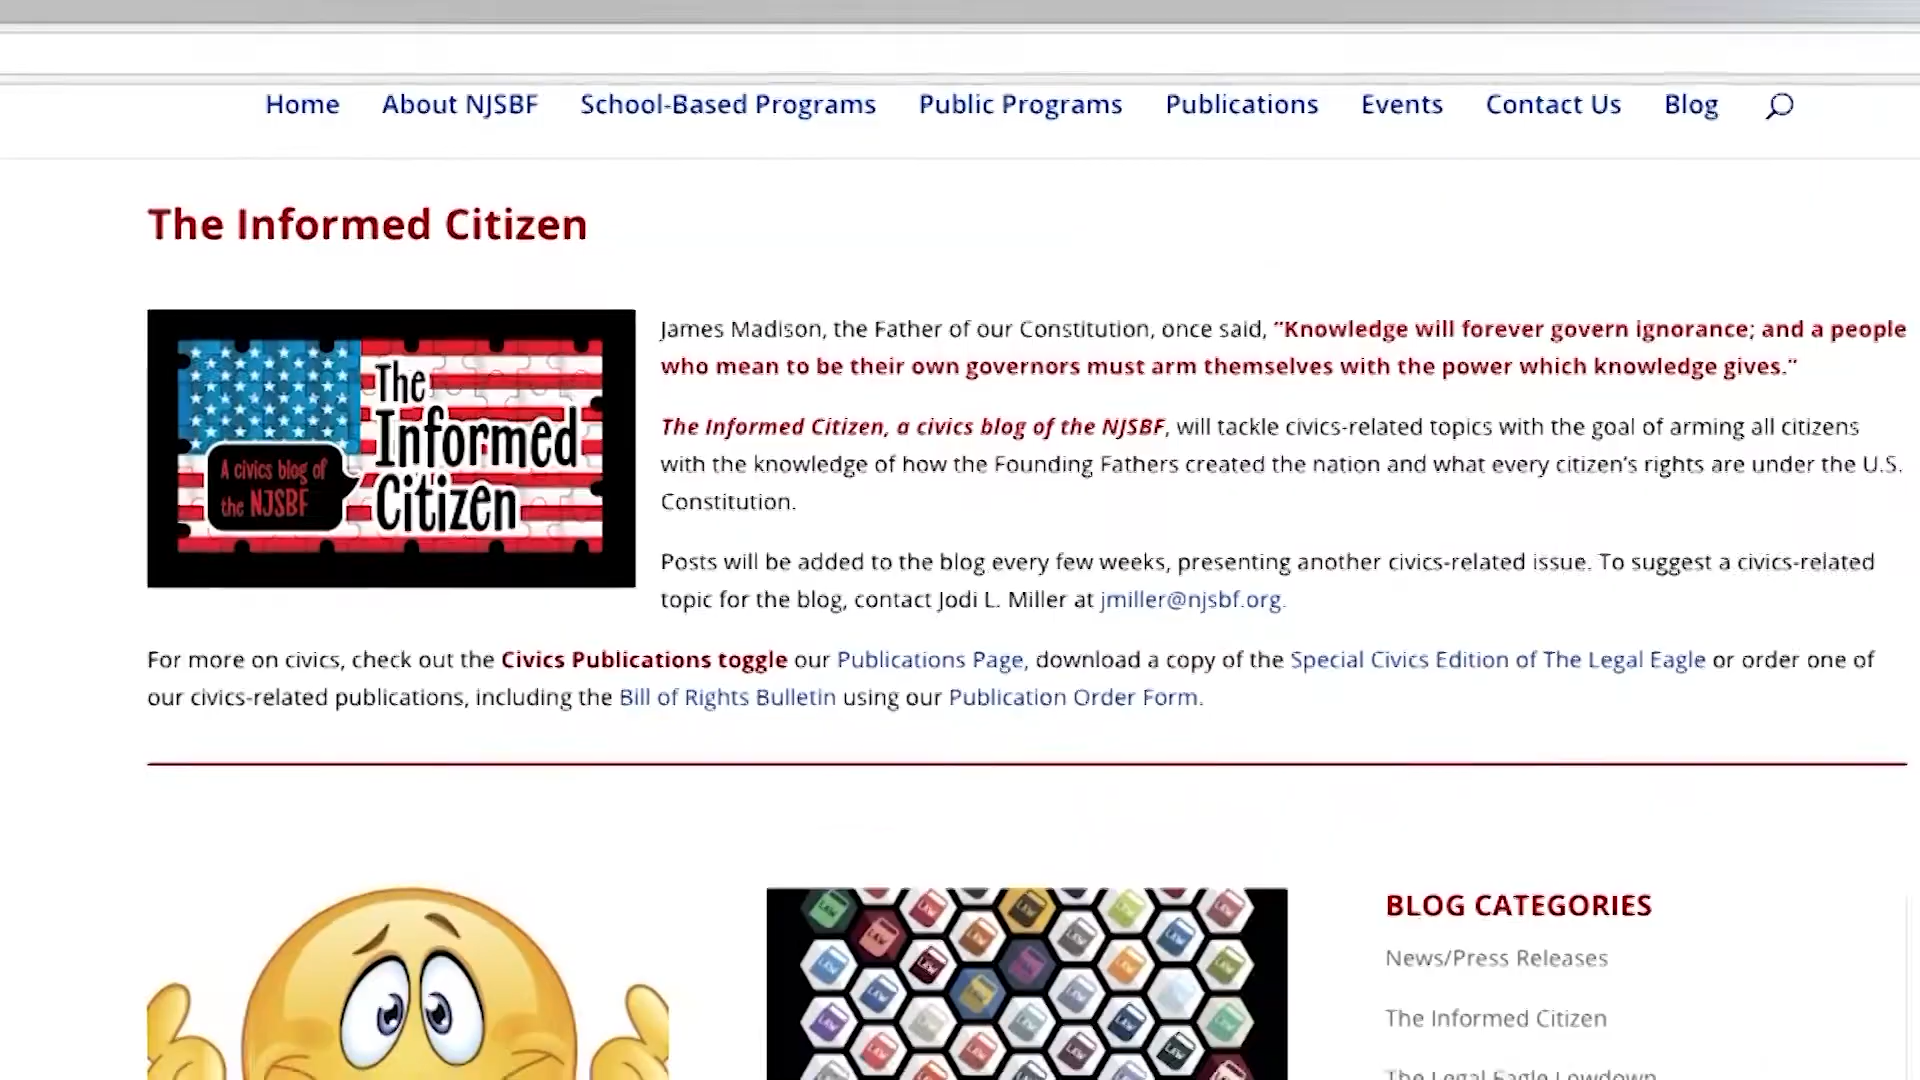 Home About NJSBF School-Based Programs Public Programs Publications Events Contact Us Blog
The Informed Citizen
The
Informed
Citizen
A civics blog of
the NJSBF
James Madison, the Father of our Constitution, once said, "Knowledge will forever govern ignorance; and a people
who mean to be their own governors must arm themselves with the power which knowledge gives."
The Informed Citizen, a civics blog of the NJSBF, will tackle civics-related topics with the goal of arming all citizens
with the knowledge of how the Founding Fathers created the nation and what every citizen's rights are under the U.S.
Constitution.
Posts will be added to the blog every few weeks, presenting another civics-related issue. To suggest a civics-related
topic for the blog, contact Jodi L. Miller at jmiller@njsbf.org.
For more on civics, check out the Civics Publications toggle our Publications Page, download a copy of the Special Civics Edition of The Legal Eagle or order one of
our civics-related publications, including the Bill of Rights Bulletin using our Publication Order Form.
BLOG CATEGORIES
News/Press Releases
The Informed Citizen
The Legal Eagle Lowdown